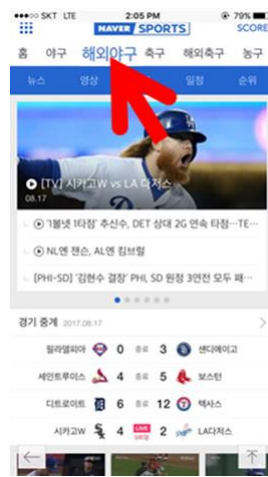 SKT LTE 2:05 PM 79%
NAVER SPORTS SCORE
홈 야구 해외야구 축구 해외축구 농구
뉴스 영상 일정 순위
[TV] 시카고W vs LA 다저스
08.17
'1볼넷 1타점' 추신수, DET 상대 2G 연속 타점…TE…
NL엔 잰슨, AL엔 킴브럴
[PHI-SD] '김현수 결장' PHI, SD 원정 3연전 모두 패…
경기 중계 2017.08.17
필라델피아 0 종료 3 샌디에이고
세인트루이스 4 종료 5 보스턴
디트로이트 6 종료 12 텍사스
시카고W 4 LIVE 2 LA다저스